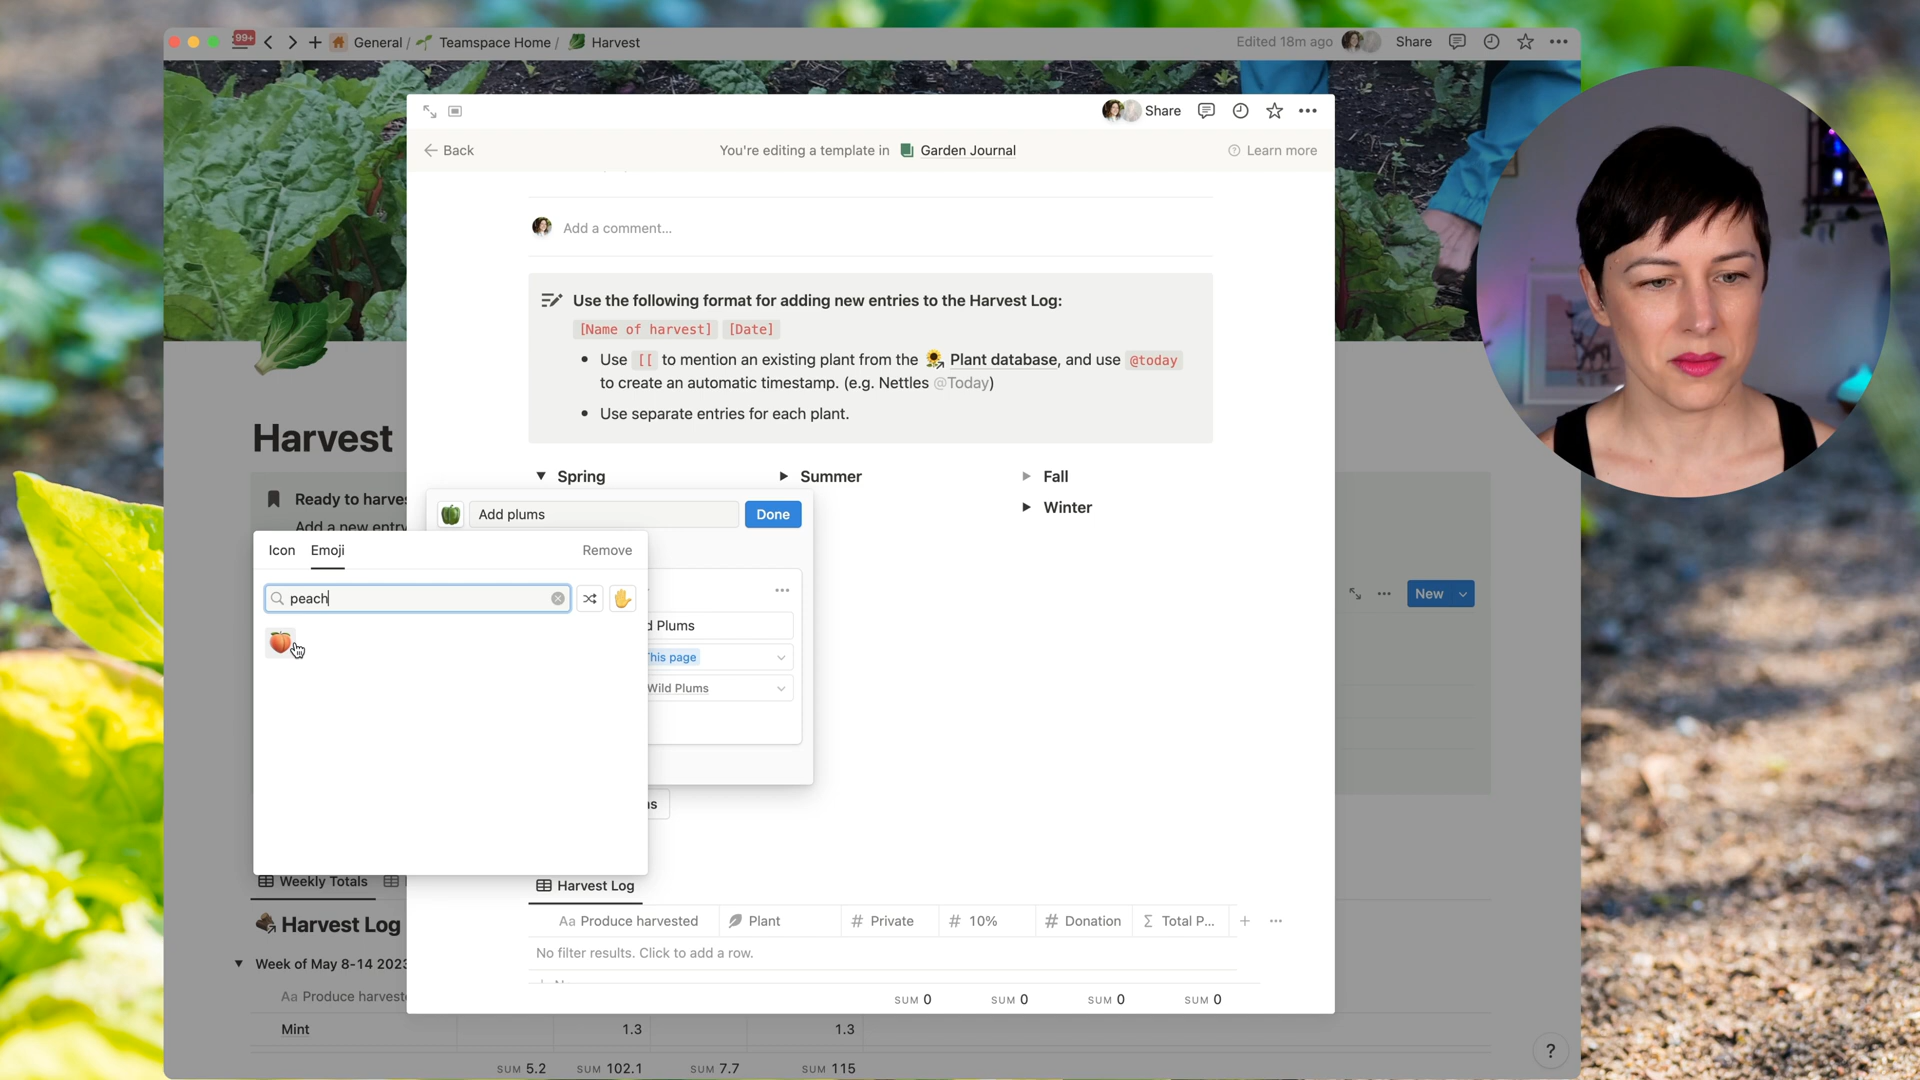 99+ General / Teamspace Home / Harvest Edited 18m ago Share
Share
Back You're editing a template in Garden Journal Learn more
Add a comment...
Use the following format for adding new entries to the Harvest Log:
[Name of harvest] [Date]
• Use [[ to mention an existing plant from the Plant database, and use @today
to create an automatic timestamp. (e.g. Nettles @Today)
• Use separate entries for each plant.
Harvest
Spring Summer Fall
Winter
Ready to harves
Add a new entry
Add plums Done
Icon Emoji Remove
peach
New
d Plums
This page
Wild Plums
ns
Weekly Totals
Harvest Log
Aa Produce harvested Plant # Private # 10% # Donation Σ Total P...
No filter results. Click to add a row.
SUM 0 SUM 0 SUM 0 SUM 0
Harvest Log
Week of May 8-14 2023
Aa Produce harveste
Mint 1.3 1.3
SUM 5.2 SUM 102.1 SUM 7.7 SUM 115
?